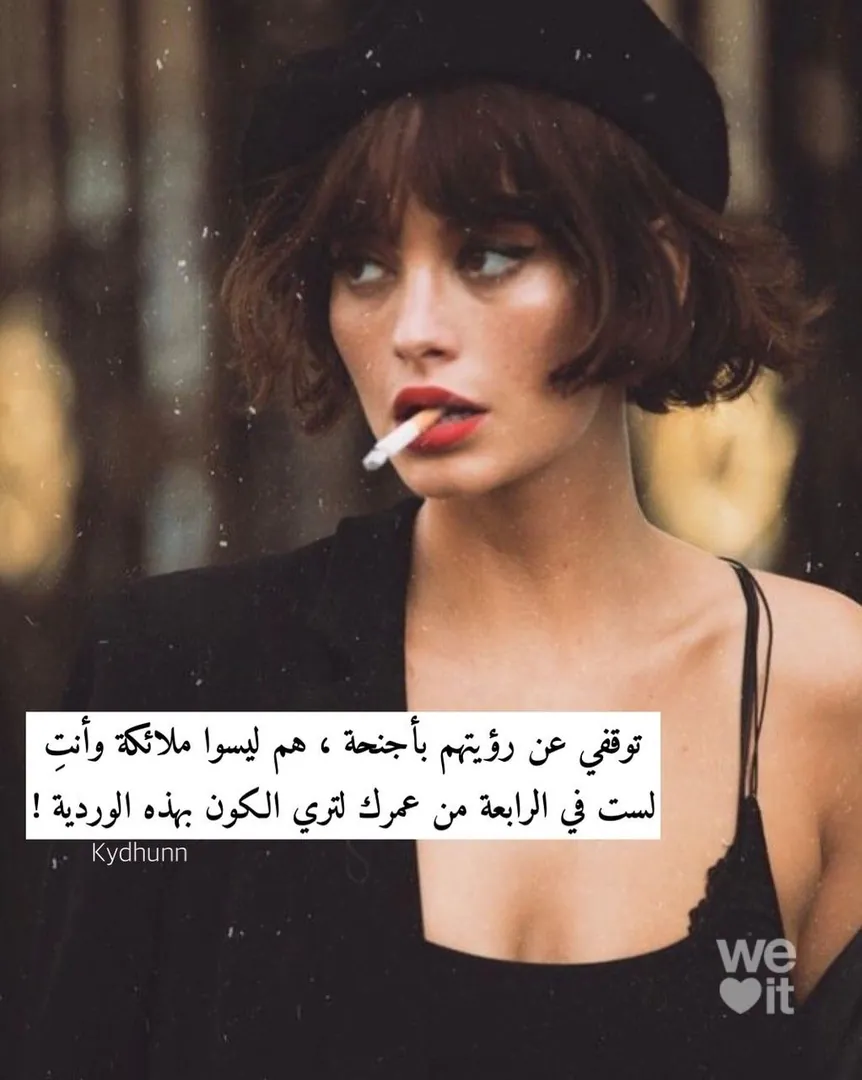 توقفي عن رؤيتهم بأجنحة ، هم ليسوا ملائكة وأنتِ
لست في الرابعة من عمرك لتري الكون بهذه الوردية !
Kydhunn
we
it